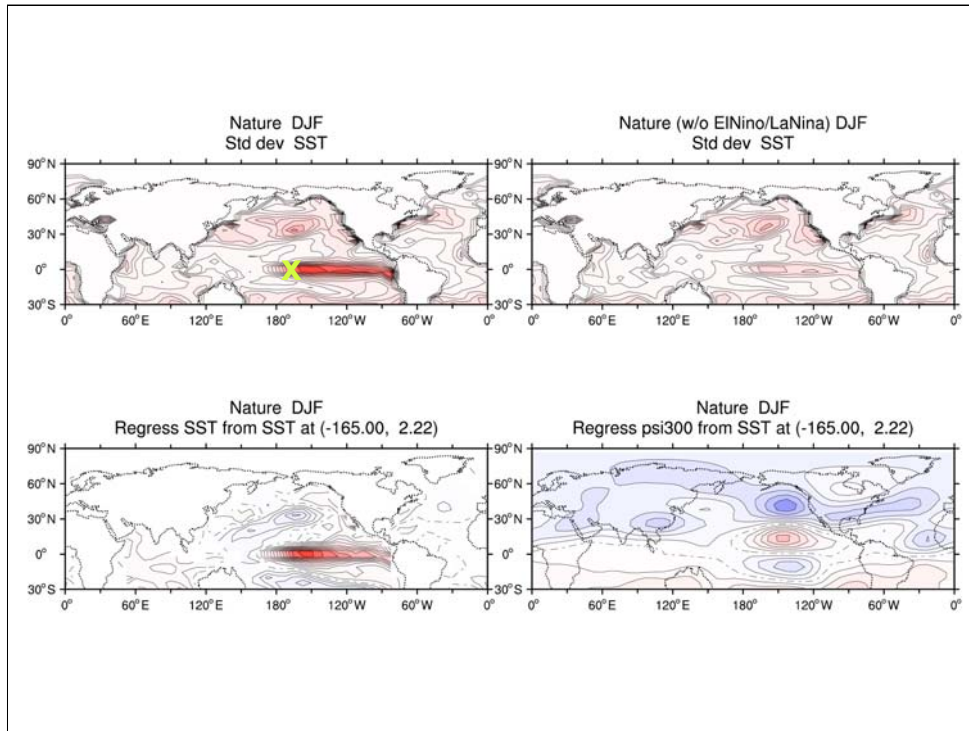 Nature DJF
Std dev SST
90°N
60°N
30°N
0°
30°S
0° 60°E 120°E 180° 120°W 60°W 0°
X
Nature (w/o ElNino/LaNina) DJF
Std dev SST
90°N
60°N
30°N
0°
30°S
0° 60°E 120°E 180° 120°W 60°W 0°
Nature DJF
Regress SST from SST at (-165.00, 2.22)
90°N
60°N
30°N
0°
30°S
0° 60°E 120°E 180° 120°W 60°W 0°
Nature DJF
Regress psi300 from SST at (-165.00, 2.22)
90°N
60°N
30°N
0°
30°S
0° 60°E 120°E 180° 120°W 60°W 0°